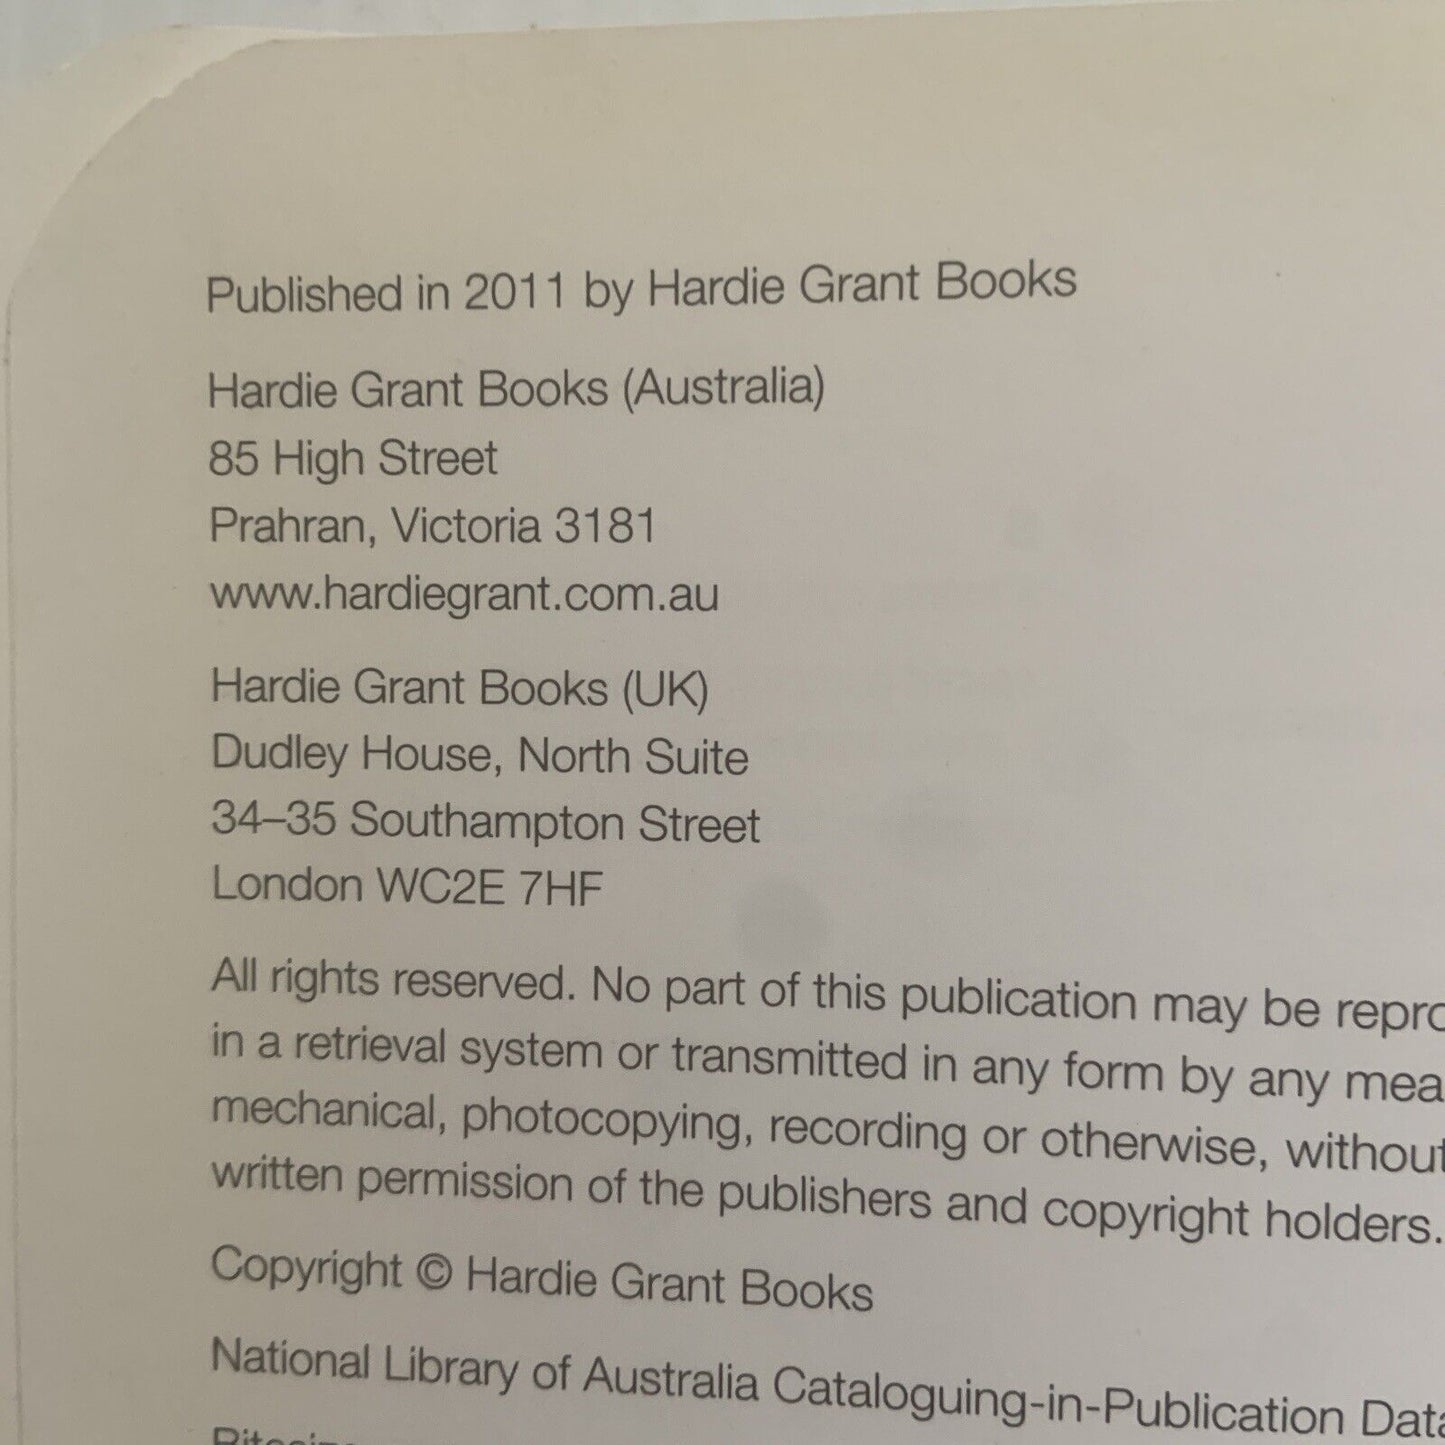 Published in 2011 by Hardie Grant Books
Hardie Grant Books (Australia)
85 High Street
Prahran, Victoria 3181
www.hardiegrant.com.au
Hardie Grant Books (UK)
Dudley House, North Suite
34–35 Southampton Street
London WC2E 7HF
All rights reserved. No part of this publication may be repro
in a retrieval system or transmitted in any form by any mea
mechanical, photocopying, recording or otherwise, without
written permission of the publishers and copyright holders.
Copyright © Hardie Grant Books
National Library of Australia Cataloguing-in-Publication Data